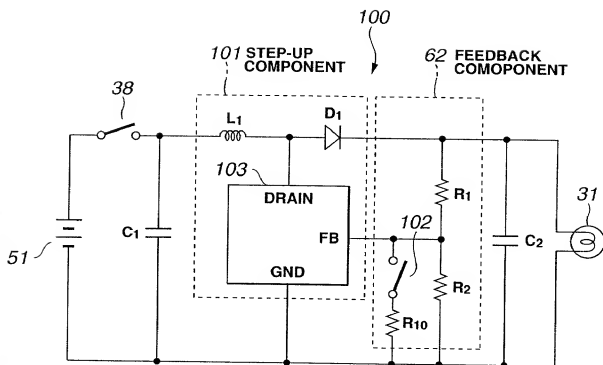 100
101 STEP-UP
COMPONENT
62 FEEDBACK
COMOPONENT
38
L1
D1
103
DRAIN
R1
31
FB
102
C1
C2
51
GND
R2
R10